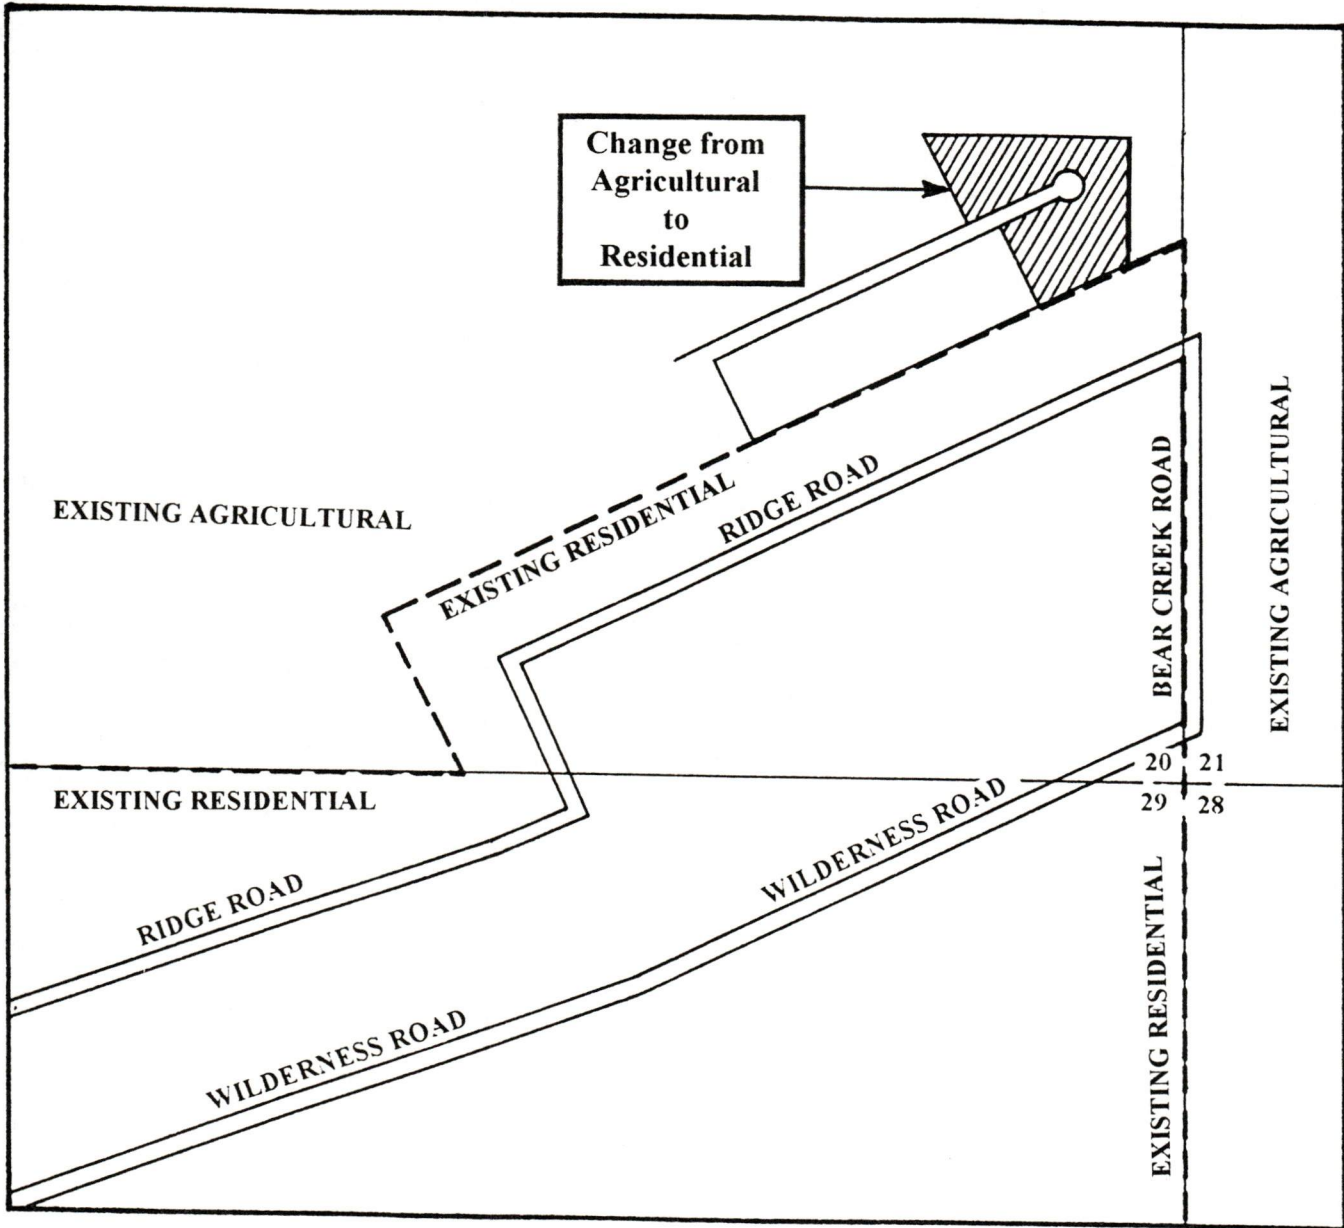 Change from
Agricultural
to
Residential
EXISTING AGRICULTURAL
EXISTING RESIDENTIAL
RIDGE ROAD
BEAR CREEK ROAD
EXISTING AGRICULTURAL
20 21
29 28
EXISTING RESIDENTIAL
WILDERNESS ROAD
RIDGE ROAD
EXISTING RESIDENTIAL
WILDERNESS ROAD